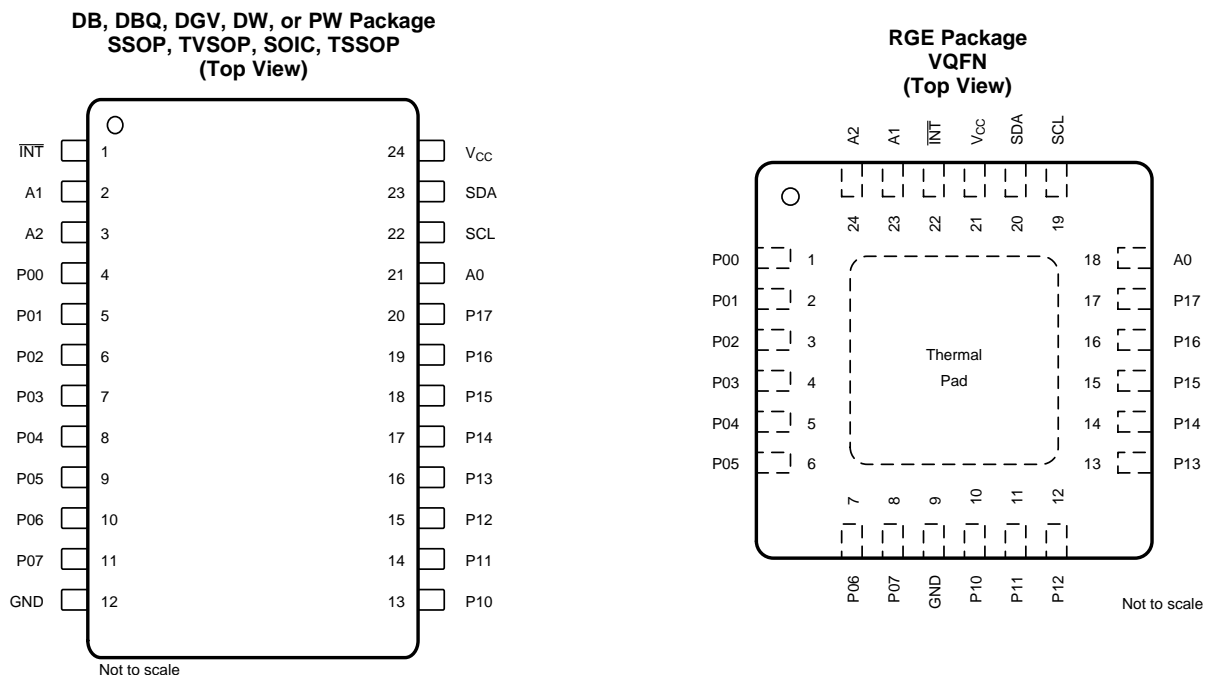 DB, DBQ, DGV, DW, or PW Package
SSOP, TVSOP, SOIC, TSSOP
(Top View)
I̅N̅T̅ 1 24 VCC
A1 2 23 SDA
A2 3 22 SCL
P00 4 21 A0
P01 5 20 P17
P02 6 19 P16
P03 7 18 P15
P04 8 17 P14
P05 9 16 P13
P06 10 15 P12
P07 11 14 P11
GND 12 13 P10
Not to scale
RGE Package
VQFN
(Top View)
A2 A1 I̅N̅T̅ VCC SDA SCL
24 23 22 21 20 19
P00 1 18 A0
P01 2 17 P17
P02 3 16 P16
P03 4 15 P15
P04 5 14 P14
P05 6 13 P13
Thermal
Pad
7 8 9 10 11 12
P06 P07 GND P10 P11 P12
Not to scale